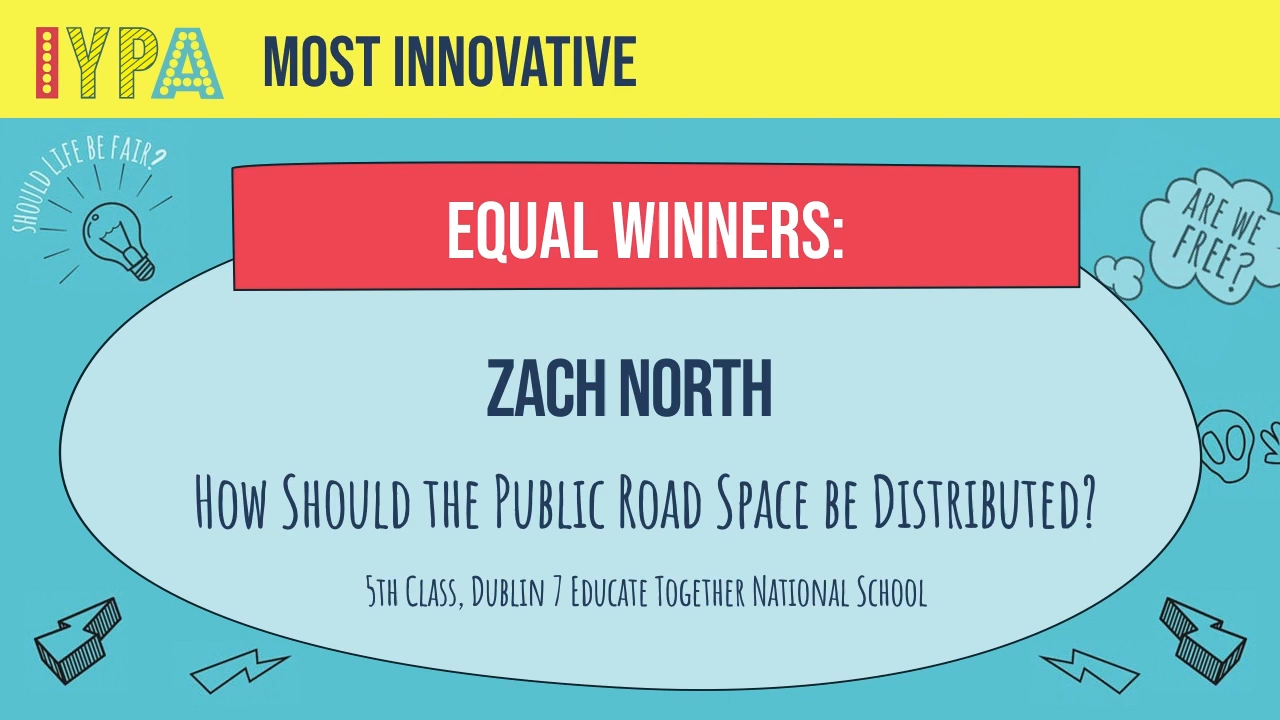 IYPA MOST INNOVATIVE
SHOULD LIFE BE FAIR?
EQUAL WINNERS:
ARE WE
FREE?
ZACH NORTH
HOW SHOULD THE PUBLIC ROAD SPACE BE DISTRIBUTED?
5TH CLASS, DUBLIN 7 EDUCATE TOGETHER NATIONAL SCHOOL